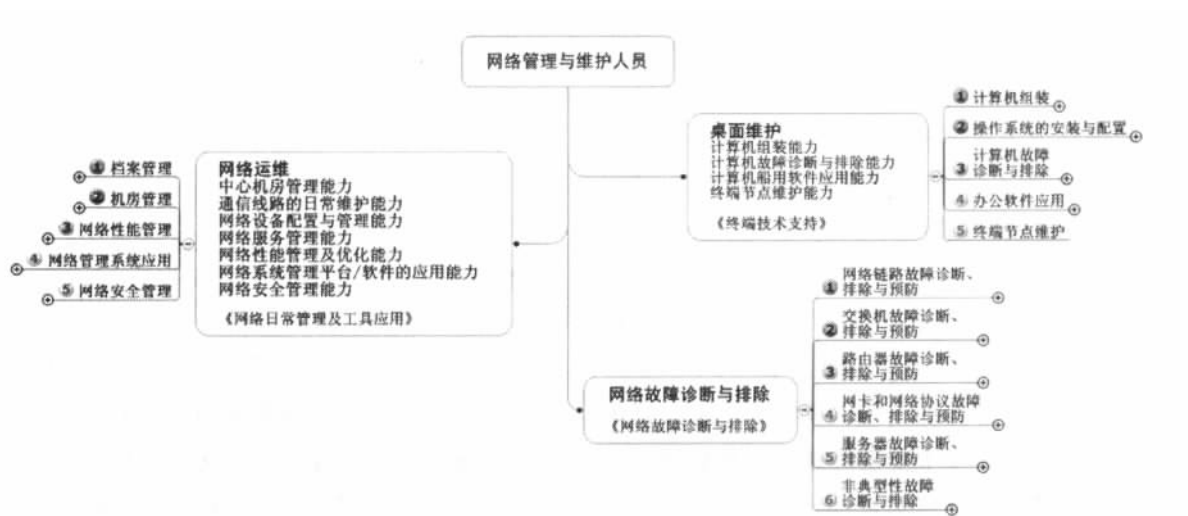 网络管理与维护人员
① 档案管理
② 机房管理
③ 网络性能管理
④ 网络管理系统应用
⑤ 网络安全管理
网络运维
中心机房管理能力
通信线路的日常维护能力
网络设备配置与管理能力
网络服务管理能力
网络性能管理及优化能力
网络系统管理平台/软件的应用能力
网络安全管理能力
《网络日常管理及工具应用》
桌面维护
计算机组装能力
计算机故障诊断与排除能力
计算机船用软件应用能力
终端节点维护能力
《终端技术支持》
① 计算机组装
② 操作系统的安装与配置
计算机故障
③ 诊断与排除
④ 办公软件应用
⑤ 终端节点维护
网络故障诊断与排除
《网络故障诊断与排除》
网络链路故障诊断、
① 排除与预防
交换机故障诊断、
② 排除与预防
路由器故障诊断、
③ 排除与预防
网卡和网络协议故障
④ 诊断、排除与预防
服务器故障诊断、
⑤ 排除与预防
非典型性故障
⑥ 诊断与排除